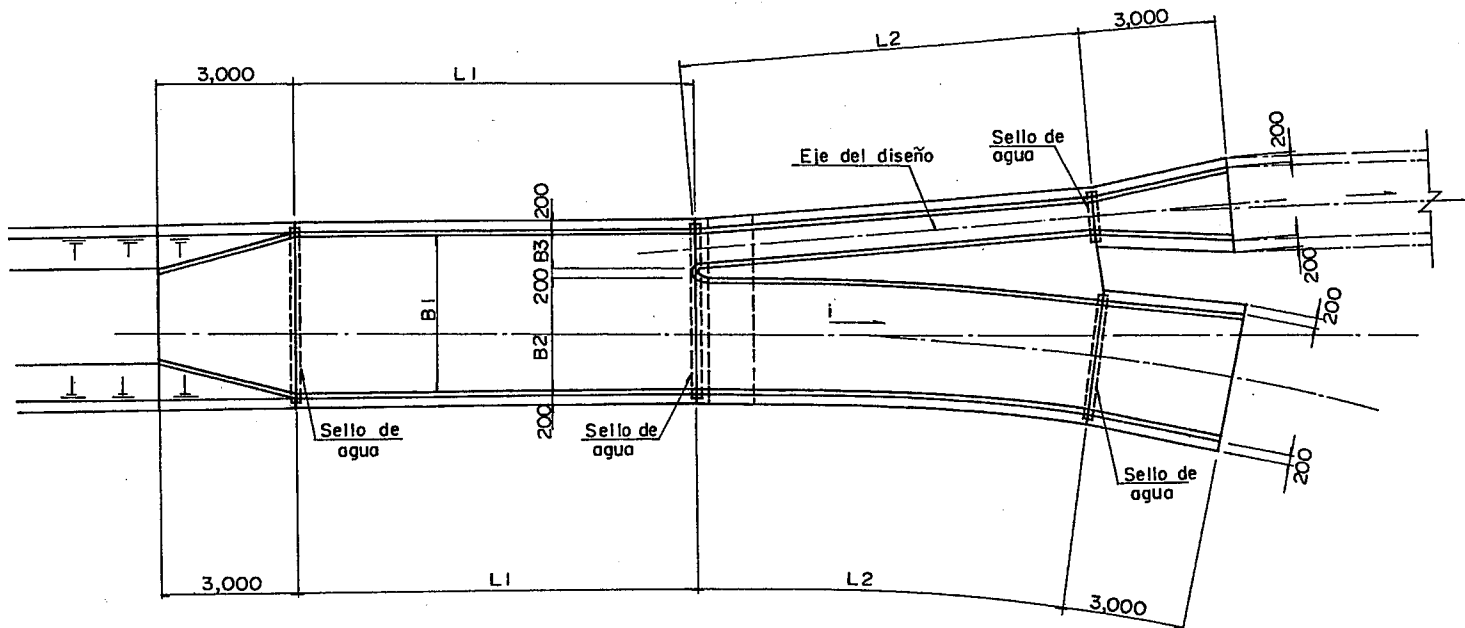 3,000
L2
3,000
L1
200
Sello de
agua
Eje del diseño
200
B3
200
200
B1
i
200
B2
200
Sello de
agua
Sello de
agua
Sello de
agua
200
3,000
L1
L2
3,000